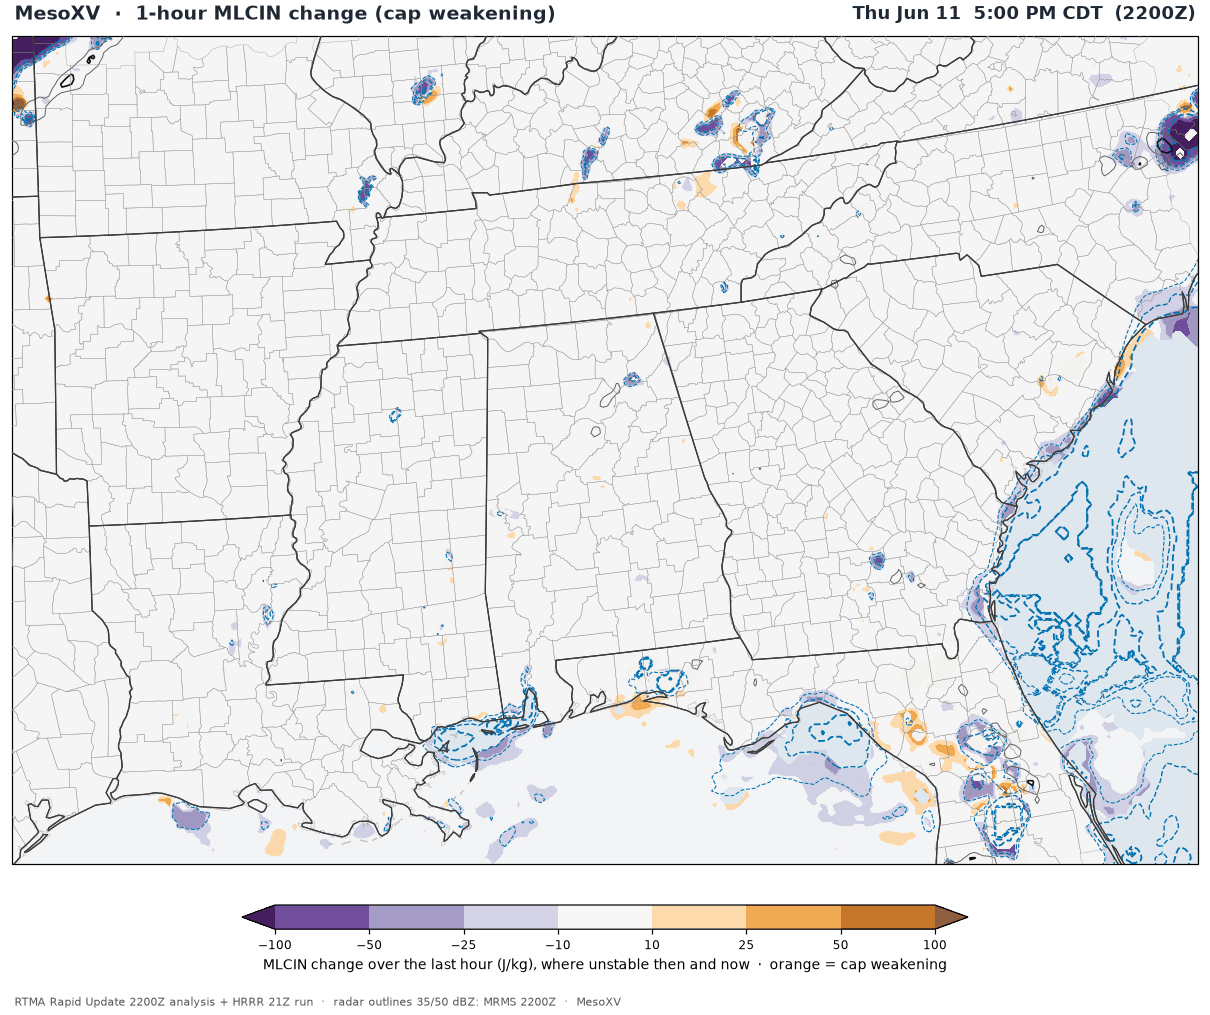 MesoXV · 1-hour MLCIN change (cap weakening)
Thu Jun 11 5:00 PM CDT (2200Z)
−100 −50 −25 −10 10 25 50 100
MLCIN change over the last hour (J/kg), where unstable then and now · orange = cap weakening
RTMA Rapid Update 2200Z analysis + HRRR 21Z run · radar outlines 35/50 dBZ: MRMS 2200Z · MesoXV